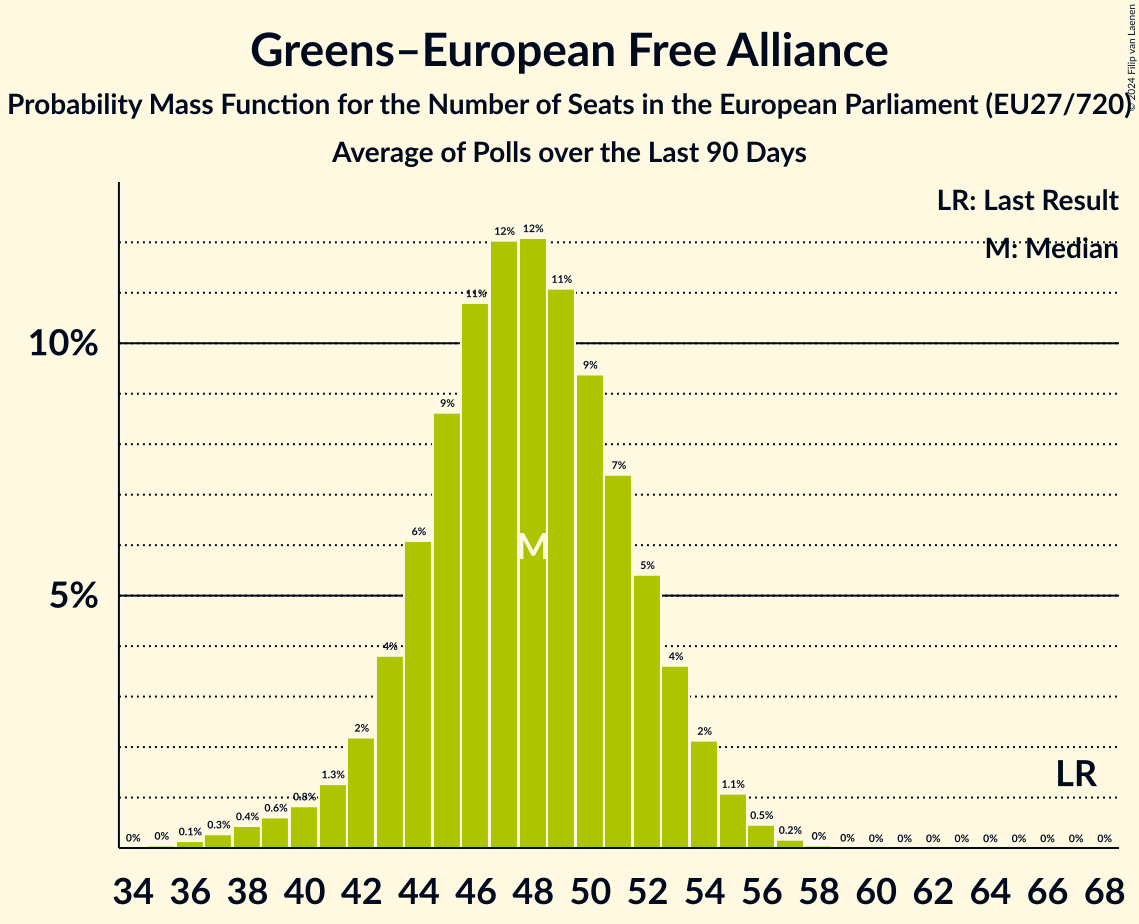 Greens–European Free Alliance
Probability Mass Function for the Number of Seats in the European Parliament (EU27/720)
Average of Polls over the Last 90 Days
© 2024 Filip van Laenen
LR: Last Result
M: Median
10%
5%
0% 0% 0.1% 0.3% 0.4% 0.6% 0.8% 1.3% 2% 4% 6% 9% 11% 12% 12% 11% 9% 7% 5% 4% 2% 1.1% 0.5% 0.2% 0% 0% 0% 0% 0% 0% 0% 0% 0% 0% 0%
M
LR
34 36 38 40 42 44 46 48 50 52 54 56 58 60 62 64 66 68